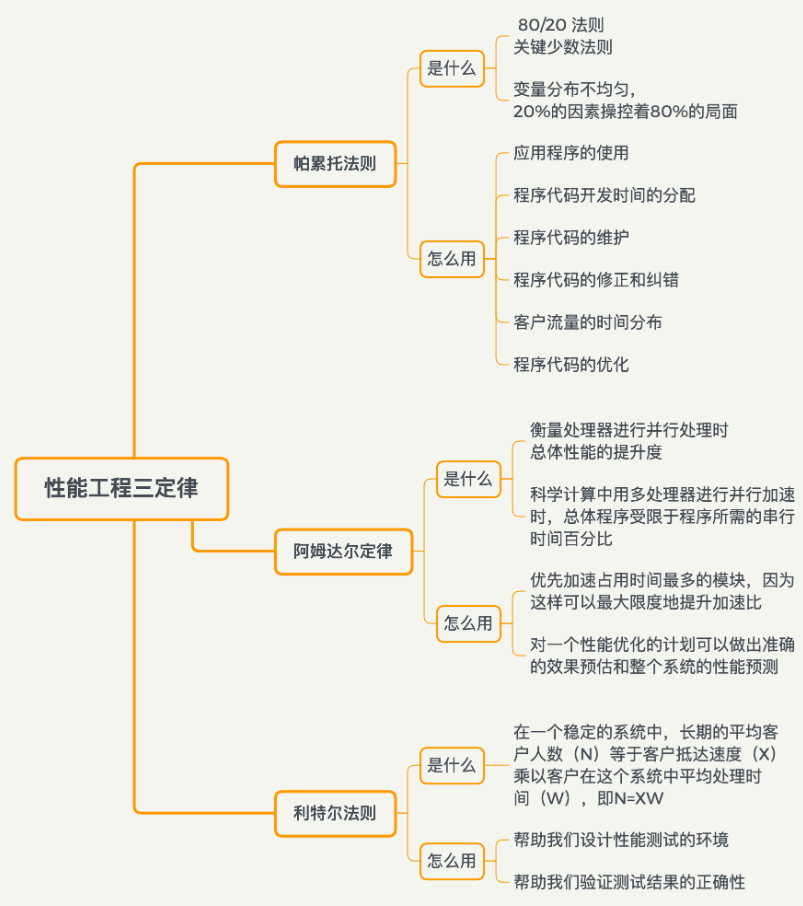 性能工程三定律
帕累托法则
是什么
80/20 法则
关键少数法则
变量分布不均匀，
20%的因素操控着80%的局面
怎么用
应用程序的使用
程序代码开发时间的分配
程序代码的维护
程序代码的修正和纠错
客户流量的时间分布
程序代码的优化
阿姆达尔定律
是什么
衡量处理器进行并行处理时
总体性能的提升度
科学计算中用多处理器进行并行加速
时，总体程序受限于程序所需的串行
时间百分比
怎么用
优先加速占用时间最多的模块，因为
这样可以最大限度地提升加速比
对一个性能优化的计划可以做出准确
的效果预估和整个系统的性能预测
利特尔法则
是什么
在一个稳定的系统中，长期的平均客
户人数（N）等于客户抵达速度（X）
乘以客户在这个系统中平均处理时
间（W），即N=XW
怎么用
帮助我们设计性能测试的环境
帮助我们验证测试结果的正确性